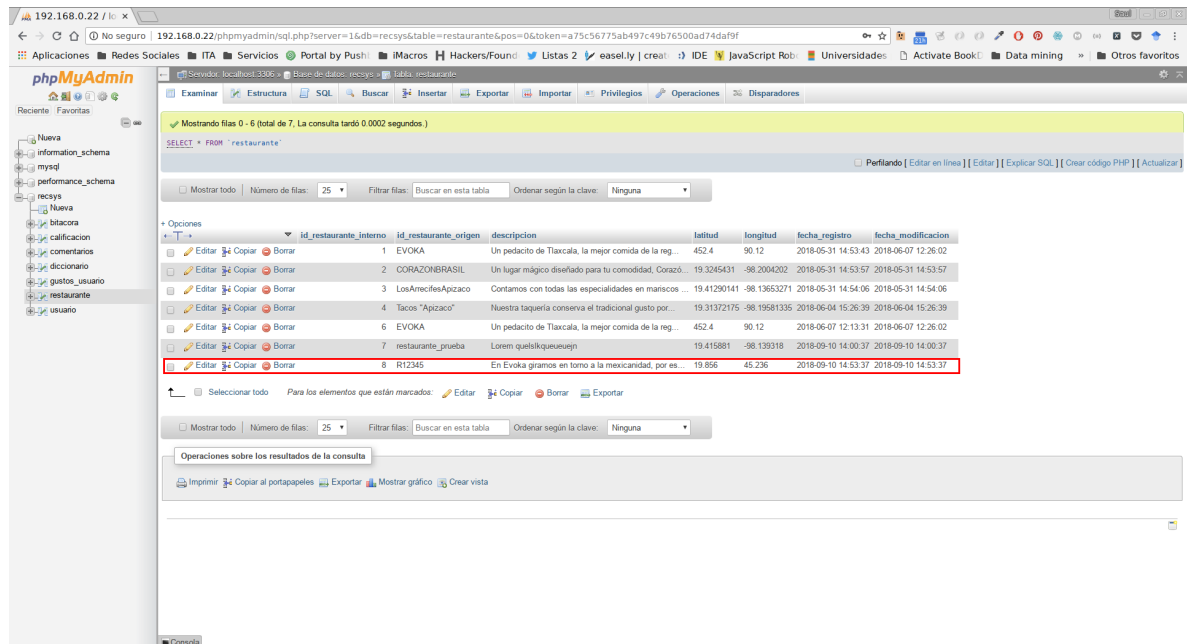 192.168.0.22 / lo
Saul
No seguro | 192.168.0.22/phpmyadmin/sql.php?server=1&db=recsys&table=restaurante&pos=0&token=a75c56775ab497c49b76500ad74daf9f
Aplicaciones Redes Sociales ITA Servicios Portal by Push! iMacros Hackers/Found Listas 2 easel.ly | creat :) IDE JavaScript Rob Universidades Activate Book Data mining » Otros favoritos
phpMyAdmin
Reciente Favoritas
Nueva
information_schema
mysql
performance_schema
recsys
Nueva
bitacora
calificacion
comentarios
diccionario
gustos_usuario
restaurante
usuario
Servidor: localhost:3306 » Base de datos: recsys » Tabla: restaurante
Examinar Estructura SQL Buscar Insertar Exportar Importar Privilegios Operaciones Disparadores
Mostrando filas 0 - 6 (total de 7, La consulta tardó 0.0002 segundos.)
SELECT * FROM `restaurante`
Perfilando [ Editar en línea ] [ Editar ] [ Explicar SQL ] [ Crear código PHP ] [ Actualizar ]
Mostrar todo | Número de filas: 25 Filtrar filas: Buscar en esta tabla Ordenar según la clave: Ninguna
+ Opciones
←T→ id_restaurante_interno id_restaurante_origen descripcion latitud longitud fecha_registro fecha_modificacion
Editar Copiar Borrar 1 EVOKA Un pedacito de Tlaxcala, la mejor comida de la reg... 452.4 90.12 2018-05-31 14:53:43 2018-06-07 12:26:02
Editar Copiar Borrar 2 CORAZONBRASIL Un lugar mágico diseñado para tu comodidad, Corazó... 19.3245431 -98.2004202 2018-05-31 14:53:57 2018-05-31 14:53:57
Editar Copiar Borrar 3 LosArrecifesApizaco Contamos con todas las especialidades en mariscos ... 19.41290141 -98.13653271 2018-05-31 14:54:06 2018-05-31 14:54:06
Editar Copiar Borrar 4 Tacos "Apizaco" Nuestra taquería conserva el tradicional gusto por... 19.31372175 -98.19581335 2018-06-04 15:26:39 2018-06-04 15:26:39
Editar Copiar Borrar 6 EVOKA Un pedacito de Tlaxcala, la mejor comida de la reg... 452.4 90.12 2018-06-07 12:13:31 2018-06-07 12:26:02
Editar Copiar Borrar 7 restaurante_prueba Lorem quelslkqueueuejn 19.415881 -98.139318 2018-09-10 14:00:37 2018-09-10 14:00:37
Editar Copiar Borrar 8 R12345 En Evoka giramos en torno a la mexicanidad, por es... 19.856 45.236 2018-09-10 14:53:37 2018-09-10 14:53:37
Seleccionar todo Para los elementos que están marcados: Editar Copiar Borrar Exportar
Mostrar todo | Número de filas: 25 Filtrar filas: Buscar en esta tabla Ordenar según la clave: Ninguna
Operaciones sobre los resultados de la consulta
Imprimir Copiar al portapapeles Exportar Mostrar gráfico Crear vista
Consola